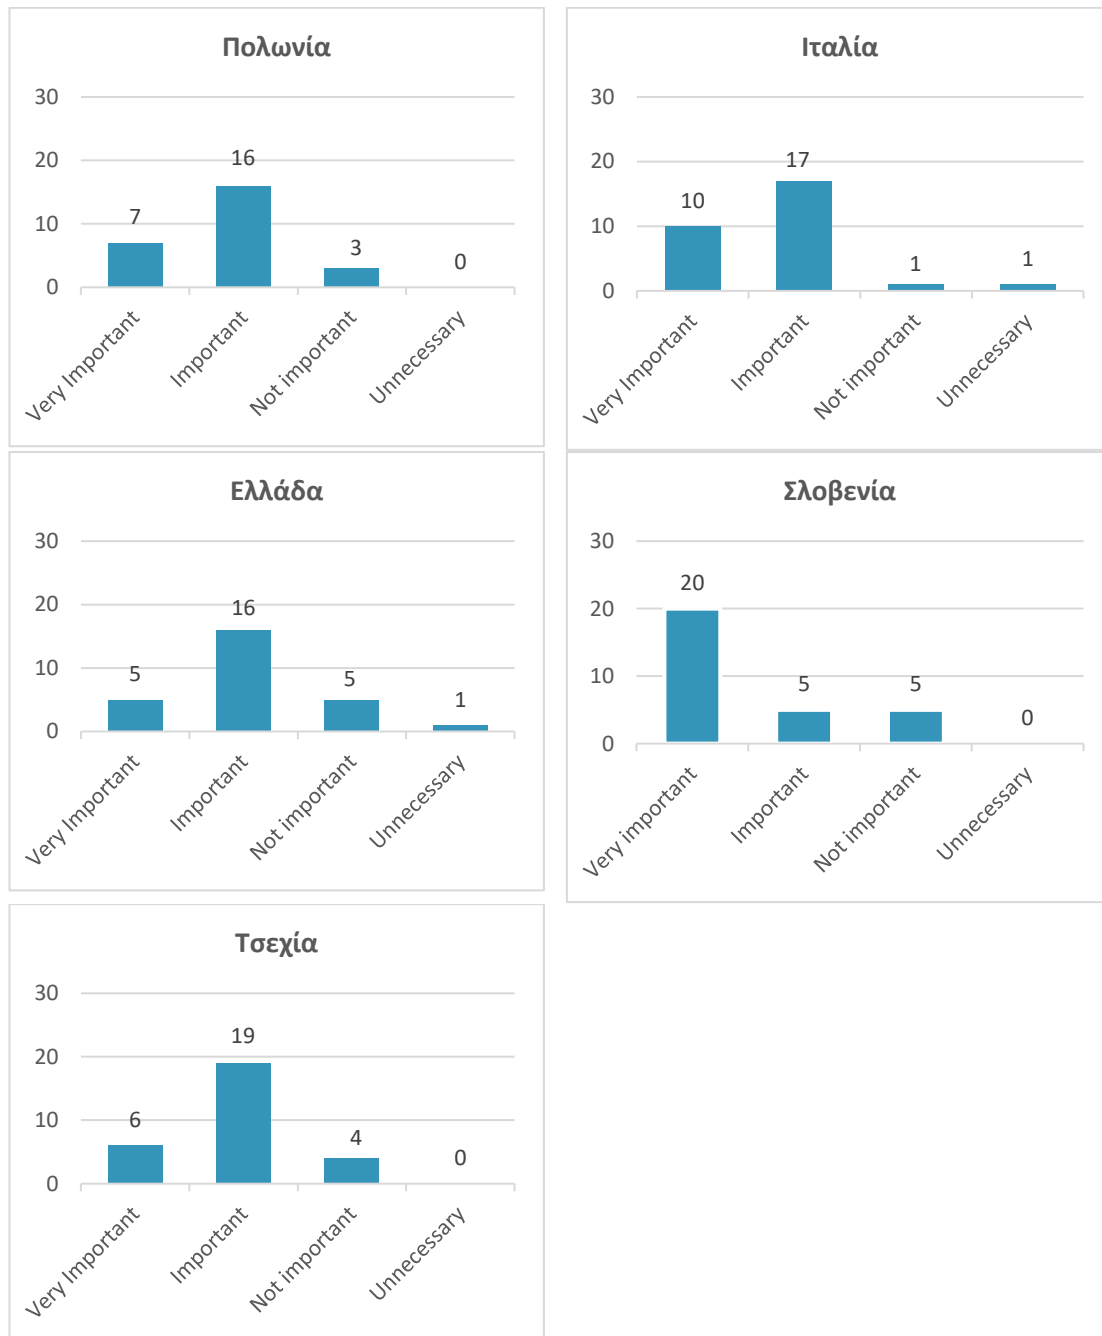 Πολωνία
30
20
10
0
7
16
3
0
Very Important
Important
Not important
Unnecessary
Ιταλία
30
20
10
0
10
17
1
1
Very Important
Important
Not important
Unnecessary
Ελλάδα
30
20
10
0
5
16
5
1
Very Important
Important
Not important
Unnecessary
Σλοβενία
30
20
10
0
20
5
5
0
Very important
Important
Not important
Unnecessary
Τσεχία
30
20
10
0
6
19
4
0
Very Important
Important
Not important
Unnecessary